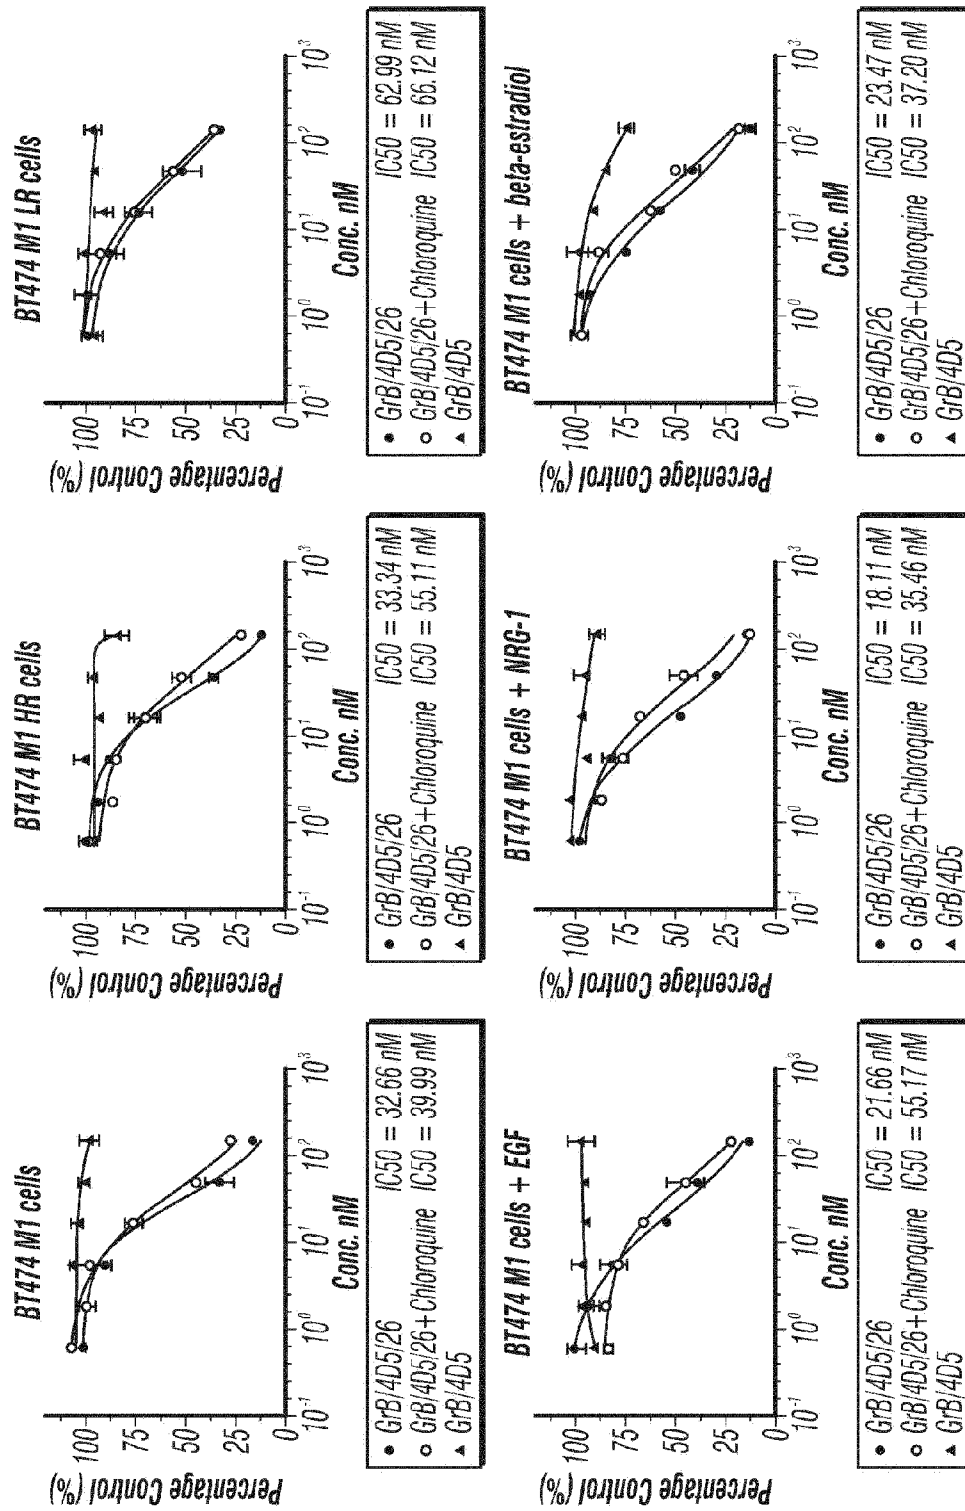 BT474 M1 cells
Percentage Control (%)
100
75
50
25
0
10⁻¹
10⁰
10¹
10²
10³
Conc. nM
● GrB/4D5/26 IC50 = 32.66 nM
○ GrB/4D5/26+Chloroquine IC50 = 39.99 nM
▲ GrB/4D5
BT474 M1 HR cells
Percentage Control (%)
100
75
50
25
0
10⁻¹
10⁰
10¹
10²
10³
Conc. nM
● GrB/4D5/26 IC50 = 33.34 nM
○ GrB/4D5/26+Chloroquine IC50 = 55.11 nM
▲ GrB/4D5
BT474 M1 LR cells
Percentage Control (%)
100
75
50
25
0
10⁻¹
10⁰
10¹
10²
10³
Conc. nM
● GrB/4D5/26 IC50 = 62.99 nM
○ GrB/4D5/26+Chloroquine IC50 = 66.12 nM
▲ GrB/4D5
BT474 M1 cells + EGF
Percentage Control (%)
100
75
50
25
0
10⁻¹
10⁰
10¹
10²
10³
Conc. nM
● GrB/4D5/26 IC50 = 21.66 nM
○ GrB/4D5/26+Chloroquine IC50 = 55.17 nM
▲ GrB/4D5
BT474 M1 cells + NRG-1
Percentage Control (%)
100
75
50
25
0
10⁻¹
10⁰
10¹
10²
10³
Conc. nM
● GrB/4D5/26 IC50 = 18.11 nM
○ GrB/4D5/26+Chloroquine IC50 = 35.46 nM
▲ GrB/4D5
BT474 M1 cells + beta-estradiol
Percentage Control (%)
100
75
50
25
0
10⁻¹
10⁰
10¹
10²
10³
Conc. nM
● GrB/4D5/26 IC50 = 23.47 nM
○ GrB/4D5/26+Chloroquine IC50 = 37.20 nM
▲ GrB/4D5